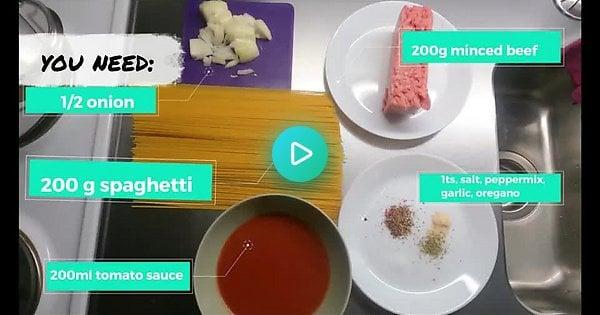 YOU NEED:
200g minced beef
1/2 onion
200 g spaghetti
1ts, salt, peppermix,
garlic, oregano
200ml tomato sauce